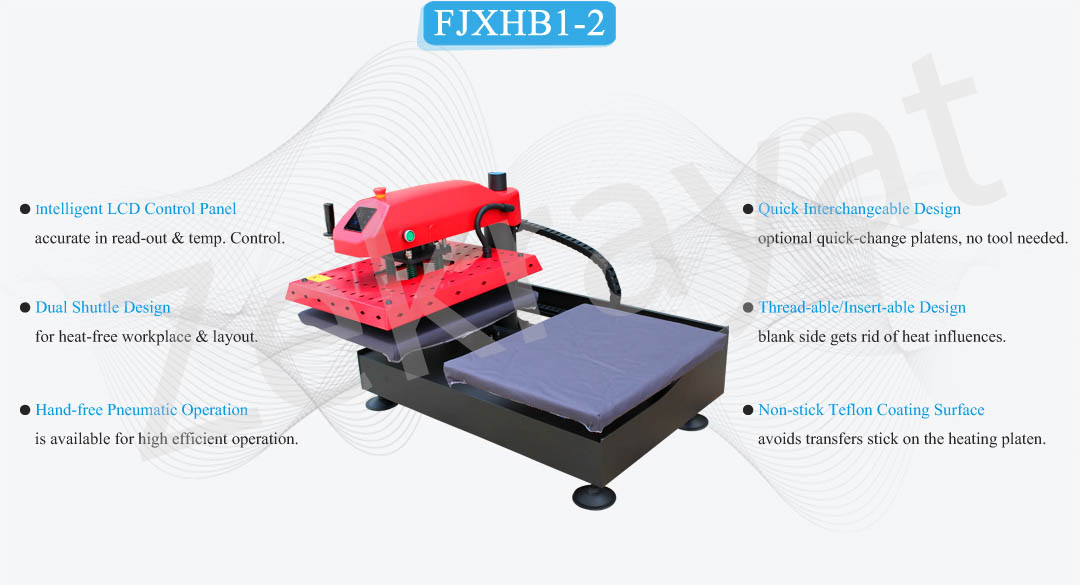 FJXHB1-2
Intelligent LCD Control Panel
accurate in read-out & temp. Control.
Dual Shuttle Design
for heat-free workplace & layout.
Hand-free Pneumatic Operation
is available for high efficient operation.
Quick Interchangeable Design
optional quick-change platens, no tool needed.
Thread-able/Insert-able Design
blank side gets rid of heat influences.
Non-stick Teflon Coating Surface
avoids transfers stick on the heating platen.
Zekrayat